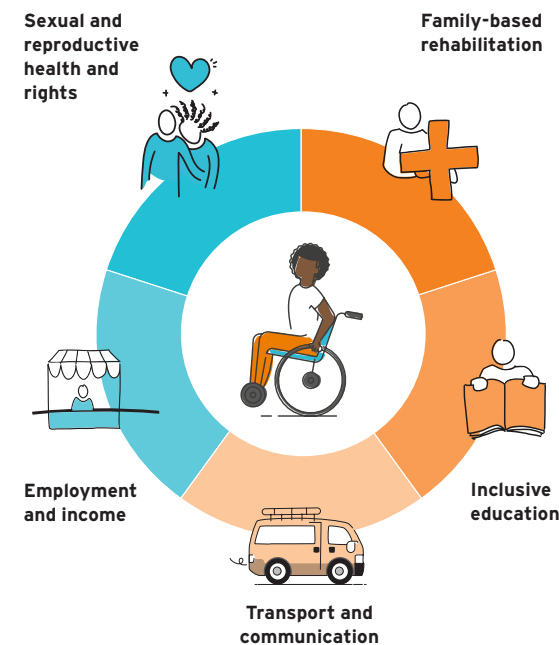 Sexual and
reproductive
health and
rights
Family-based
rehabilitation
Inclusive
education
Transport and
communication
Employment
and income